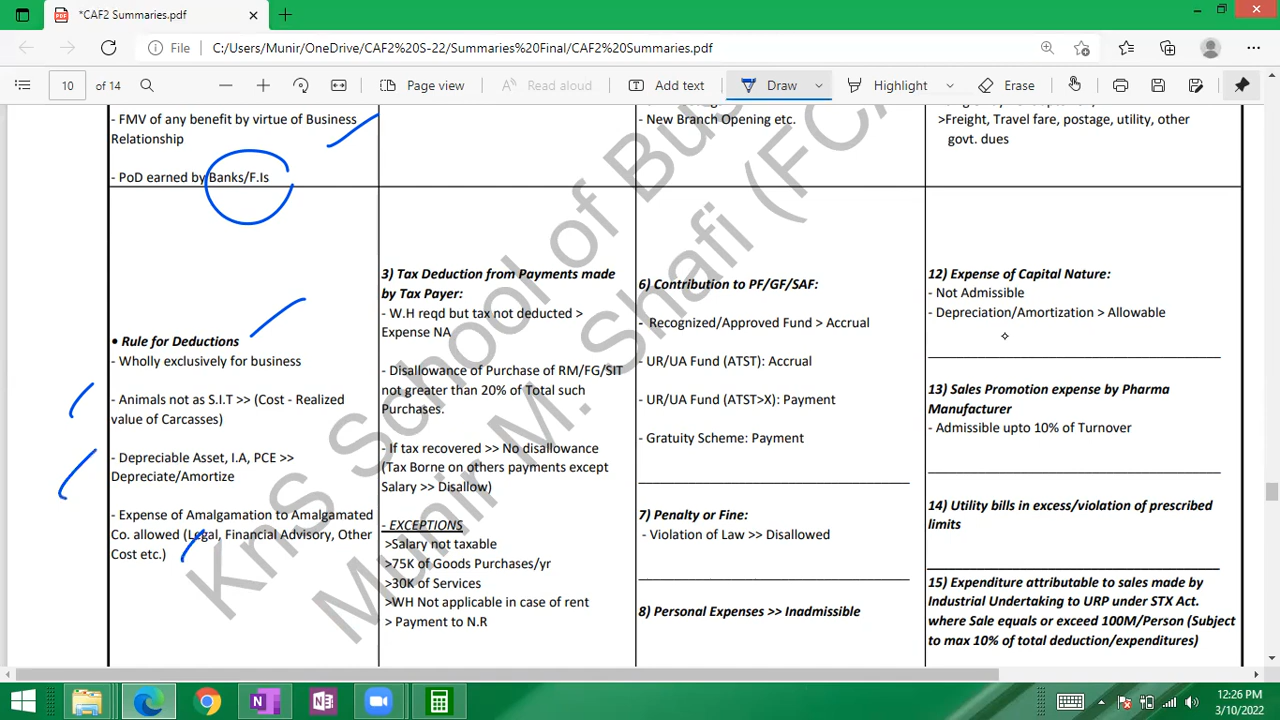 *CAF2 Summaries.pdf
File
C:/Users/Munir/OneDrive/CAF2%20S-22/Summaries%20Final/CAF2%20Summaries.pdf
10 of 14
Page view
Read aloud
Add text
Draw
Highlight
Erase
- FMV of any benefit by virtue of Business
Relationship
- PoD earned by Banks/F.Is
• Rule for Deductions
- Wholly exclusively for business
- Animals not as S.I.T >> (Cost - Realized
value of Carcasses)
- Depreciable Asset, I.A, PCE >>
Depreciate/Amortize
- Expense of Amalgamation to Amalgamated
Co. allowed (Legal, Financial Advisory, Other
Cost etc.)
3) Tax Deduction from Payments made
by Tax Payer:
- W.H reqd but tax not deducted >
Expense NA
- Disallowance of Purchase of RM/FG/SIT
not greater than 20% of Total such
Purchases.
- If tax recovered >> No disallowance
(Tax Borne on others payments except
Salary >> Disallow)
- EXCEPTIONS
>Salary not taxable
>75K of Goods Purchases/yr
>30K of Services
>WH Not applicable in case of rent
> Payment to N.R
- New Branch Opening etc.
6) Contribution to PF/GF/SAF:
- Recognized/Approved Fund > Accrual
- UR/UA Fund (ATST): Accrual
- UR/UA Fund (ATST>X): Payment
- Gratuity Scheme: Payment
7) Penalty or Fine:
- Violation of Law >> Disallowed
8) Personal Expenses >> Inadmissible
>Freight, Travel fare, postage, utility, other
govt. dues
12) Expense of Capital Nature:
- Not Admissible
- Depreciation/Amortization > Allowable
13) Sales Promotion expense by Pharma
Manufacturer
- Admissible upto 10% of Turnover
14) Utility bills in excess/violation of prescribed
limits
15) Expenditure attributable to sales made by
Industrial Undertaking to URP under STX Act.
where Sale equals or exceed 100M/Person (Subject
to max 10% of total deduction/expenditures)
KnS School of Bus
Munir M. Shafi (FCA
12:26 PM
3/10/2022